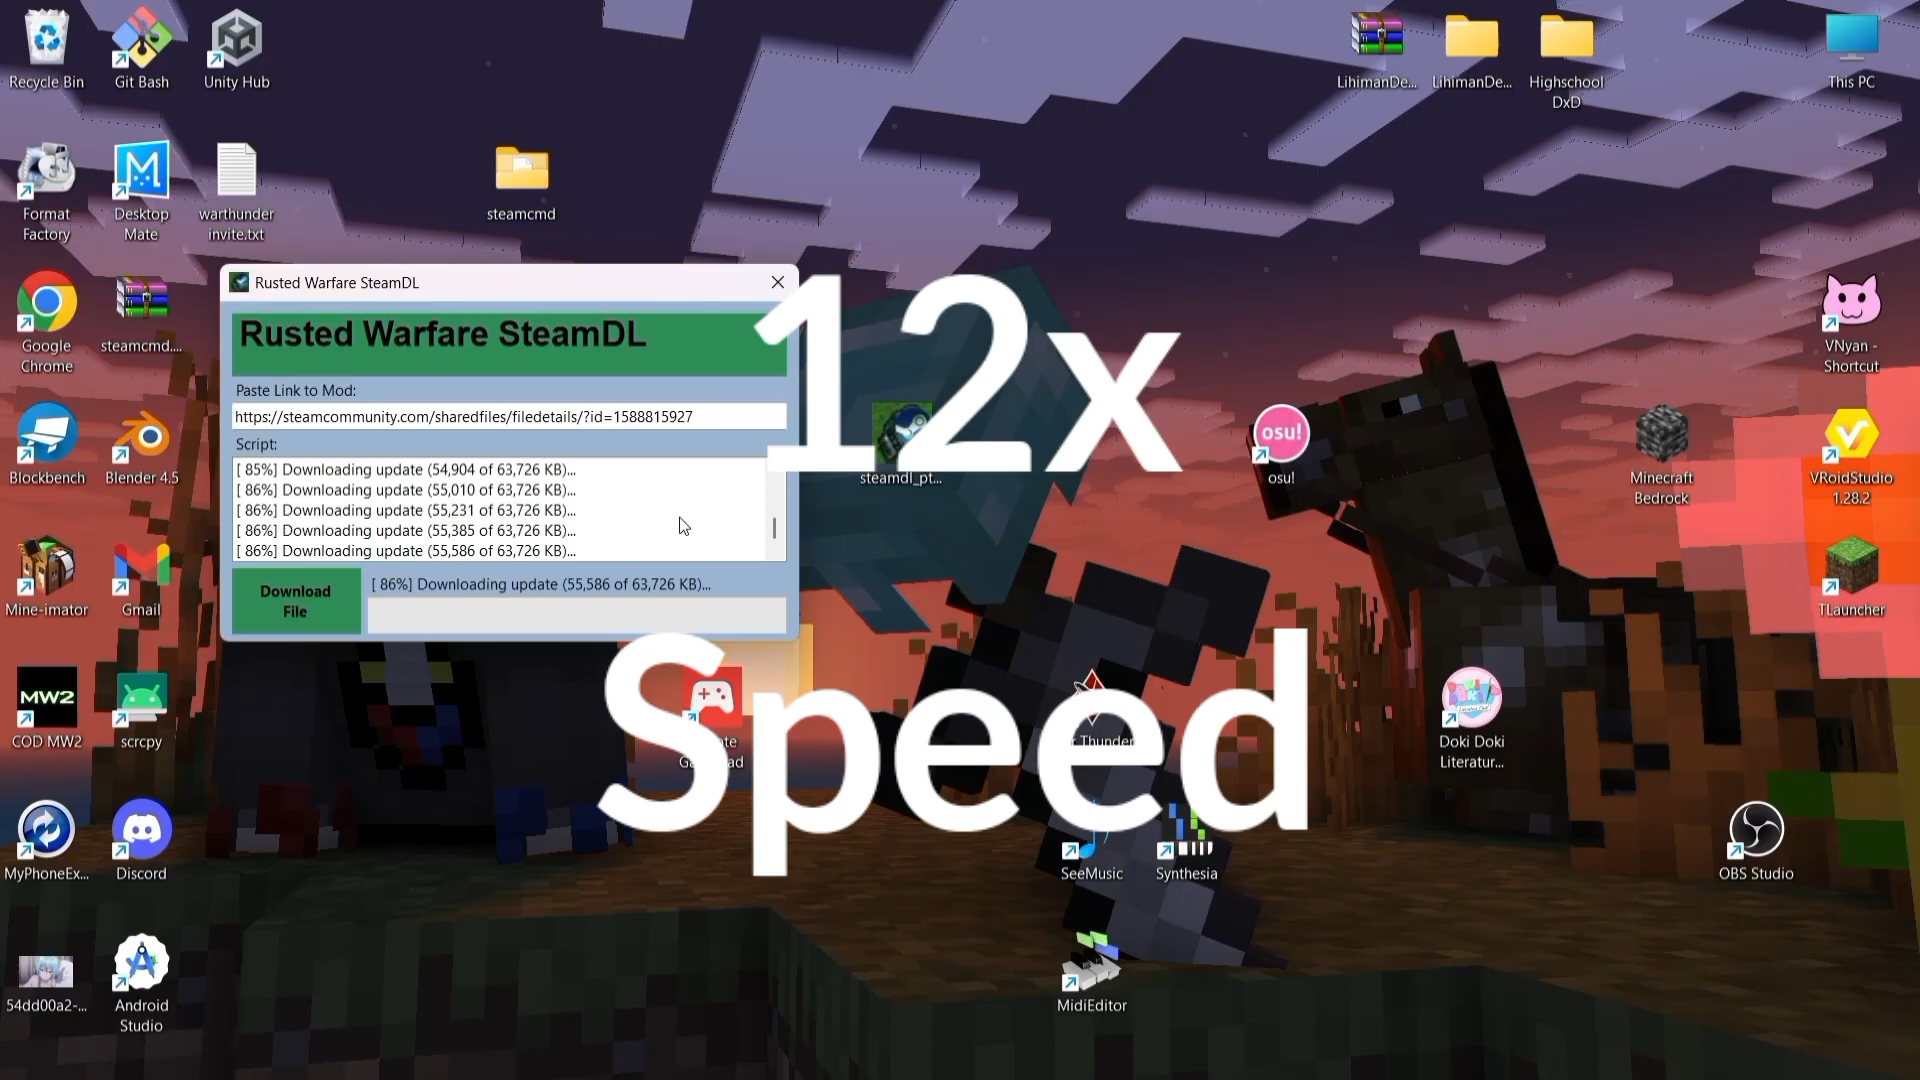 Recycle Bin
Git Bash
Unity Hub
LihimanDe...
LihimanDe...
Highschool
DxD
This PC
Format
Factory
Desktop
Mate
warthunder
invite.txt
steamcmd
Google
Chrome
steamcmd....
Rusted Warfare SteamDL
Rusted Warfare SteamDL
Paste Link to Mod:
https://steamcommunity.com/sharedfiles/filedetails/?id=1588815927
Script:
[ 85%] Downloading update (54,904 of 63,726 KB)...
[ 86%] Downloading update (55,010 of 63,726 KB)...
[ 86%] Downloading update (55,231 of 63,726 KB)...
[ 86%] Downloading update (55,385 of 63,726 KB)...
[ 86%] Downloading update (55,586 of 63,726 KB)...
Download
File
[ 86%] Downloading update (55,586 of 63,726 KB)...
12x
Speed
VNyan -
Shortcut
Blockbench
Blender 4.5
steamdl_pt...
osu!
osu!
Minecraft
Bedrock
VRoidStudio
1.28.2
Mine-imator
Gmail
TLauncher
MW2
COD MW2
scrcpy
Thunder
Doki Doki
Literatur...
MyPhoneEx...
Discord
SeeMusic
Synthesia
OBS Studio
54dd00a2-...
Android
Studio
MidiEditor